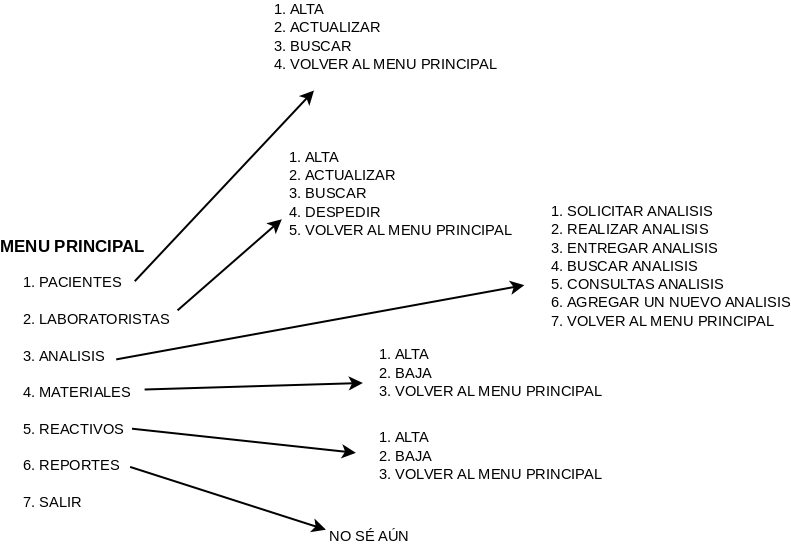 1. ALTA
2. ACTUALIZAR
3. BUSCAR
4. VOLVER AL MENU PRINCIPAL
1. ALTA
2. ACTUALIZAR
3. BUSCAR
4. DESPEDIR
5. VOLVER AL MENU PRINCIPAL
1. SOLICITAR ANALISIS
2. REALIZAR ANALISIS
3. ENTREGAR ANALISIS
4. BUSCAR ANALISIS
5. CONSULTAS ANALISIS
6. AGREGAR UN NUEVO ANALISIS
7. VOLVER AL MENU PRINCIPAL
MENU PRINCIPAL
1. PACIENTES
2. LABORATORISTAS
3. ANALISIS
4. MATERIALES
5. REACTIVOS
6. REPORTES
7. SALIR
1. ALTA
2. BAJA
3. VOLVER AL MENU PRINCIPAL
1. ALTA
2. BAJA
3. VOLVER AL MENU PRINCIPAL
NO SÉ AÚN